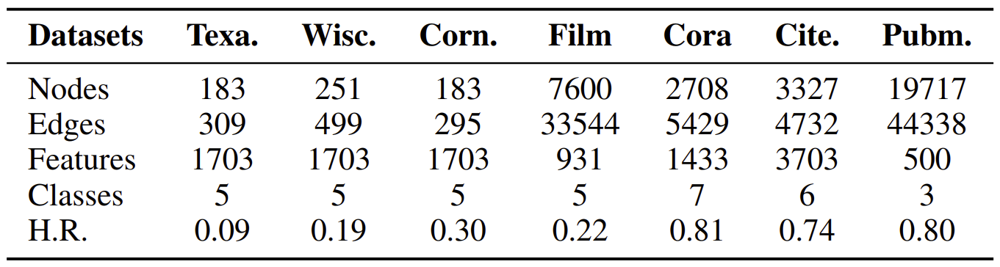 Datasets Texa. Wisc. Corn. Film Cora Cite. Pubm.
Nodes 183 251 183 7600 2708 3327 19717
Edges 309 499 295 33544 5429 4732 44338
Features 1703 1703 1703 931 1433 3703 500
Classes 5 5 5 5 7 6 3
H.R. 0.09 0.19 0.30 0.22 0.81 0.74 0.80